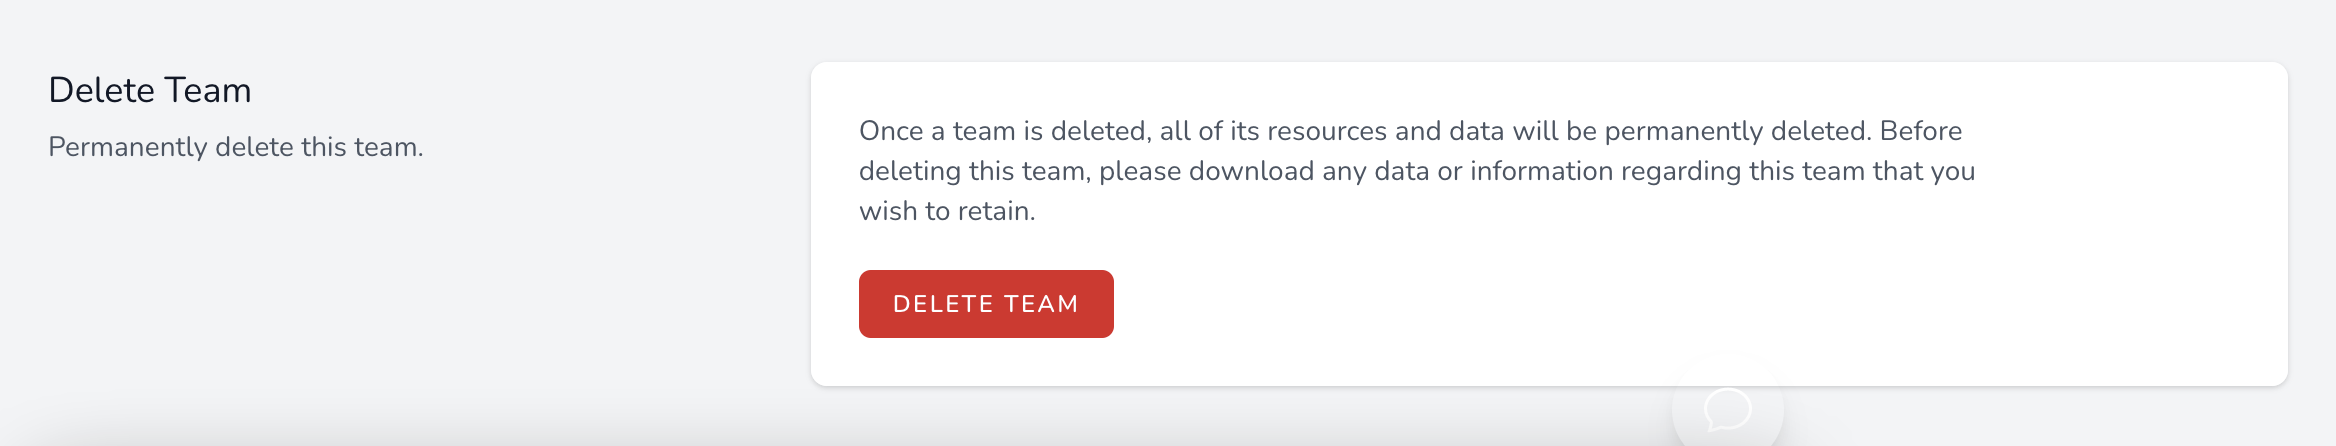 Delete Team
Permanently delete this team.
Once a team is deleted, all of its resources and data will be permanently deleted. Before
deleting this team, please download any data or information regarding this team that you
wish to retain.
DELETE TEAM